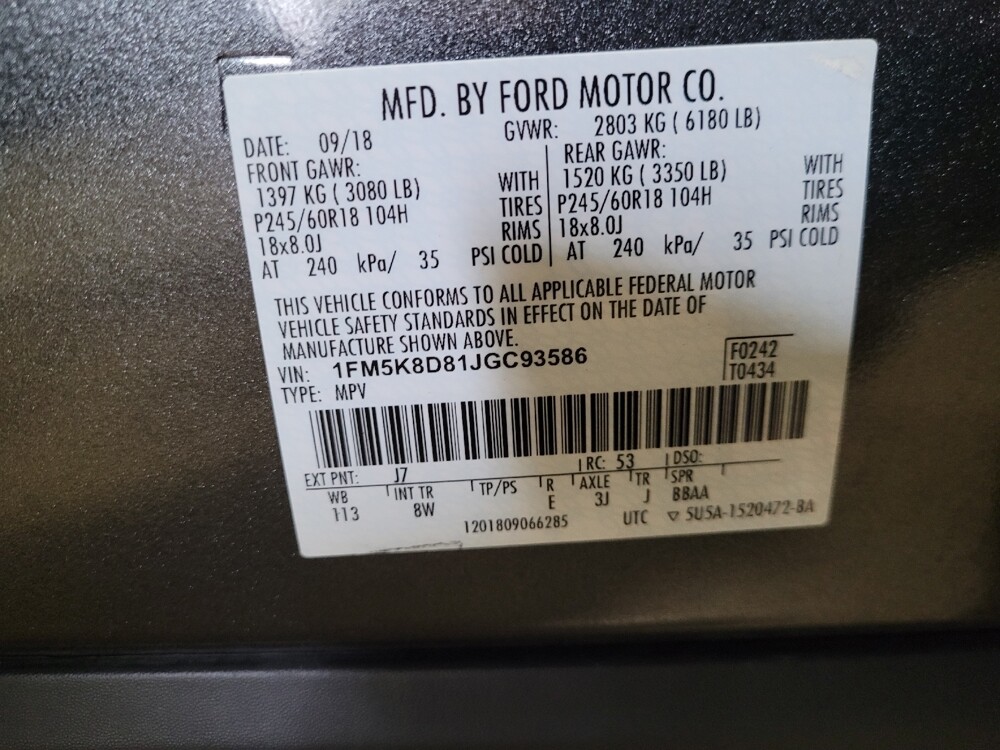 MFD. BY FORD MOTOR CO.
DATE: 09/18 GVWR: 2803 KG ( 6180 LB)
FRONT GAWR: REAR GAWR:
1397 KG ( 3080 LB) WITH 1520 KG ( 3350 LB) WITH
P245/60R18 104H TIRES P245/60R18 104H TIRES
18x8.0J RIMS 18x8.0J RIMS
AT 240 kPa/ 35 PSI COLD AT 240 kPa/ 35 PSI COLD
THIS VEHICLE CONFORMS TO ALL APPLICABLE FEDERAL MOTOR
VEHICLE SAFETY STANDARDS IN EFFECT ON THE DATE OF
MANUFACTURE SHOWN ABOVE.
VIN: 1FM5K8D81JGC93586 F0242
TYPE: MPV T0434
EXT PNT: J7 RC: 53 DSO:
WB INT TR TP/PS R AXLE TR SPR
113 8W E 3J J BBAA
1201809066285 UTC ▽ 5U5A-1520472-BA